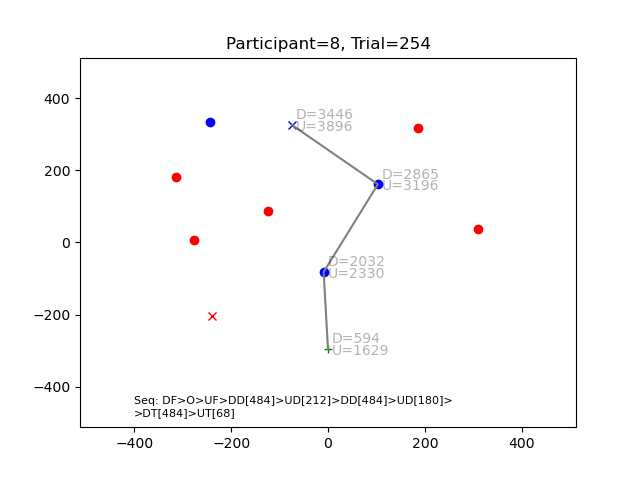 Participant=8, Trial=254
400
200
0
−200
−400
D=3446
U=3896
D=2865
U=3196
D=2032
U=2330
D=594
U=1629
Seq: DF>O>UF>DD[484]>UD[212]>DD[484]>UD[180]>
>DT[484]>UT[68]
−400 −200 0 200 400